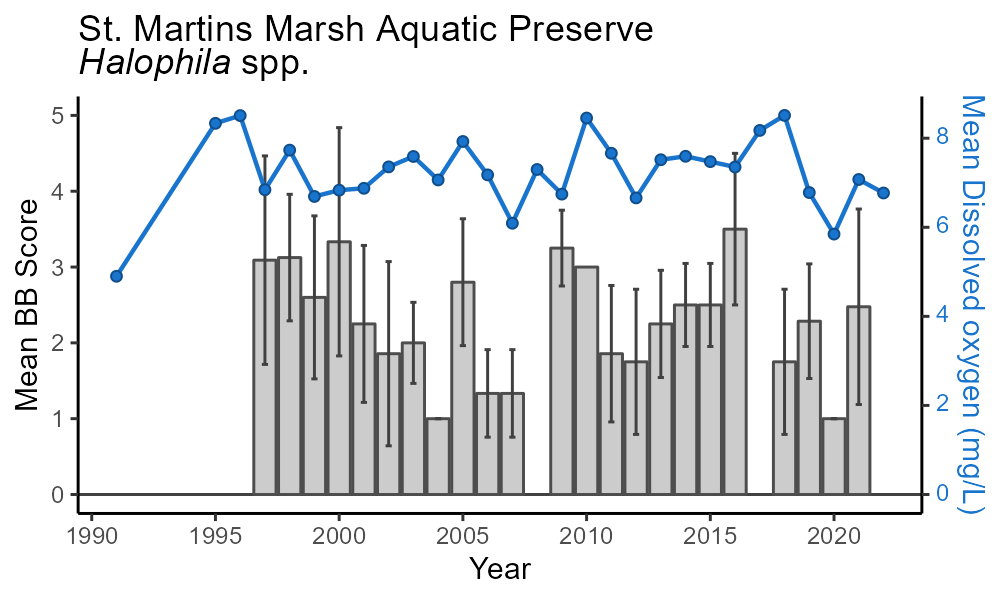 St. Martins Marsh Aquatic Preserve
Halophila spp.
Mean BB Score
5
4
3
2
1
0
Mean Dissolved oxygen (mg/L)
8
6
4
2
0
1990 1995 2000 2005 2010 2015 2020
Year